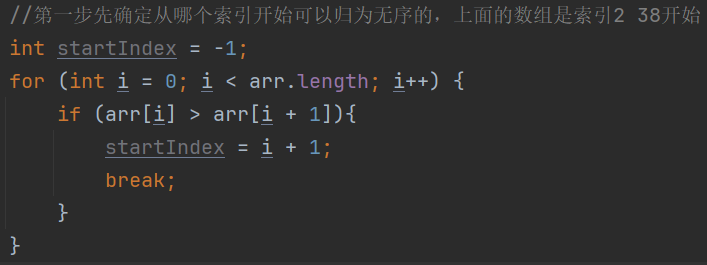 //第一步先确定从哪个索引开始可以归为无序的，上面的数组是索引2 38开始
int startIndex = -1;
for (int i = 0; i < arr.length; i++) {
    if (arr[i] > arr[i + 1]){
        startIndex = i + 1;
        break;
    }
}